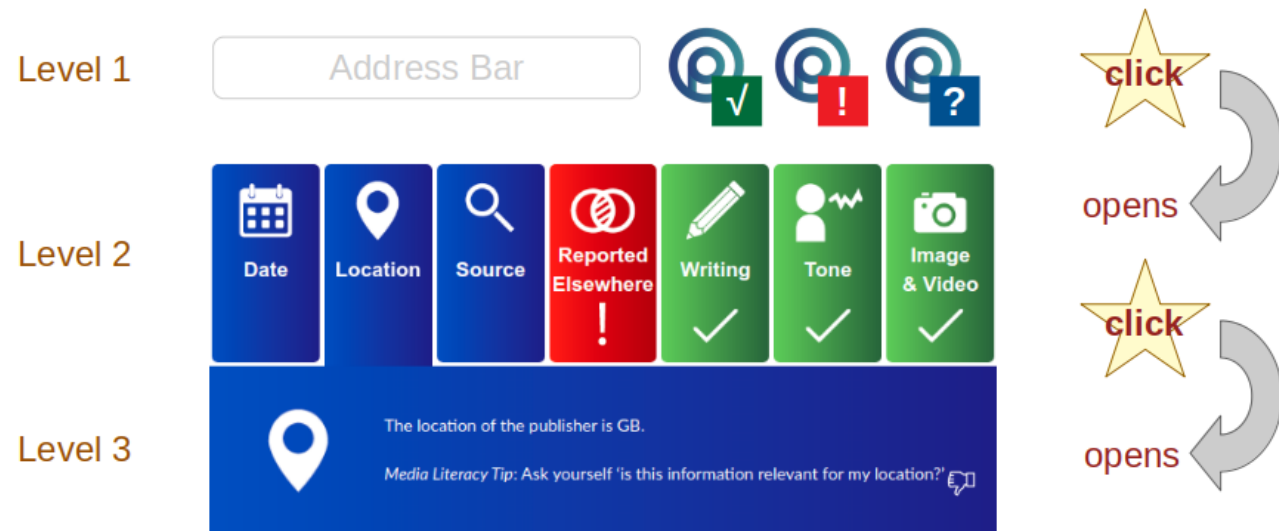 Level 1
Address Bar
√
!
?
click
opens
Level 2
Date
Location
Source
Reported
Elsewhere
!
Writing
Tone
Image
& Video
click
opens
Level 3
The location of the publisher is GB.
Media Literacy Tip: Ask yourself ‘is this information relevant for my location?’